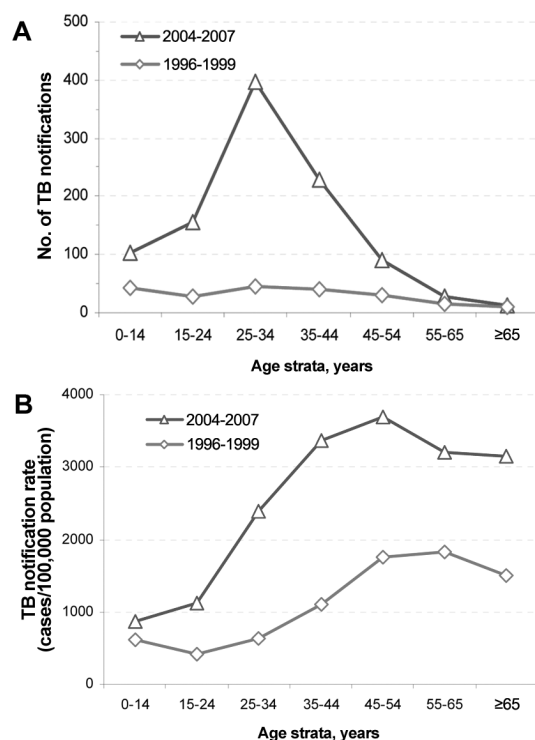 A
2004-2007
1996-1999
500
400
300
200
100
0
No. of TB notifications
0-14 15-24 25-34 35-44 45-54 55-65 ≥65
Age strata, years
B
2004-2007
1996-1999
4000
3000
2000
1000
0
TB notification rate
(cases/100,000 population)
0-14 15-24 25-34 35-44 45-54 55-65 ≥65
Age strata, years